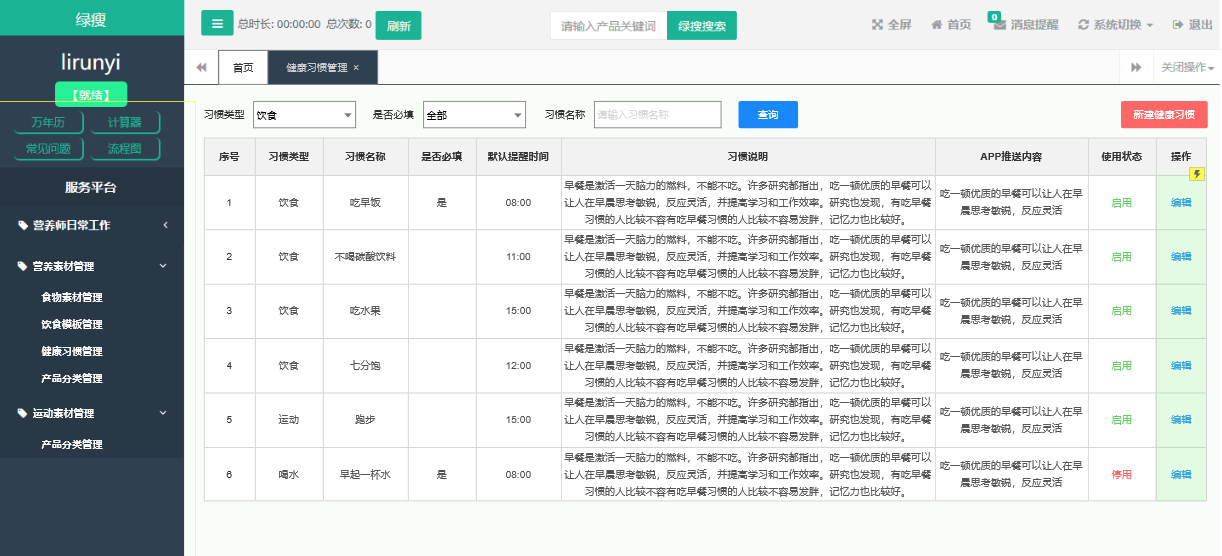 绿瘦
lirunyi
【就绪】
万年历 计算器
常见问题 流程图
服务平台
营养师日常工作
营养素材管理
食物素材管理
饮食模板管理
健康习惯管理
产品分类管理
运动素材管理
产品分类管理
总时长: 00:00:00 总次数: 0 刷新 请输入产品关键词 绿搜搜索 全屏 首页 0 消息提醒 系统切换 退出
首页 健康习惯管理 × 关闭操作
习惯类型 饮食 是否必填 全部 习惯名称 请输入习惯名称 查询 新建健康习惯
序号 习惯类型 习惯名称 是否必填 默认提醒时间 习惯说明 APP推送内容 使用状态 操作
1 饮食 吃早饭 是 08:00 早餐是激活一天脑力的燃料，不能不吃。许多研究都指出，吃一顿优质的早餐可以
让人在早晨思考敏锐，反应灵活，并提高学习和工作效率。研究也发现，有吃早餐
习惯的人比较不容有吃早餐习惯的人比较不容易发胖，记忆力也比较好。 吃一顿优质的早餐可以让人在早
晨思考敏锐，反应灵活 启用 编辑
2 饮食 不喝碳酸饮料 11:00 早餐是激活一天脑力的燃料，不能不吃。许多研究都指出，吃一顿优质的早餐可以
让人在早晨思考敏锐，反应灵活，并提高学习和工作效率。研究也发现，有吃早餐
习惯的人比较不容有吃早餐习惯的人比较不容易发胖，记忆力也比较好。 吃一顿优质的早餐可以让人在早
晨思考敏锐，反应灵活 启用 编辑
3 饮食 吃水果 15:00 早餐是激活一天脑力的燃料，不能不吃。许多研究都指出，吃一顿优质的早餐可以
让人在早晨思考敏锐，反应灵活，并提高学习和工作效率。研究也发现，有吃早餐
习惯的人比较不容有吃早餐习惯的人比较不容易发胖，记忆力也比较好。 吃一顿优质的早餐可以让人在早
晨思考敏锐，反应灵活 启用 编辑
4 饮食 七分饱 12:00 早餐是激活一天脑力的燃料，不能不吃。许多研究都指出，吃一顿优质的早餐可以
让人在早晨思考敏锐，反应灵活，并提高学习和工作效率。研究也发现，有吃早餐
习惯的人比较不容有吃早餐习惯的人比较不容易发胖，记忆力也比较好。 吃一顿优质的早餐可以让人在早
晨思考敏锐，反应灵活 启用 编辑
5 运动 跑步 15:00 早餐是激活一天脑力的燃料，不能不吃。许多研究都指出，吃一顿优质的早餐可以
让人在早晨思考敏锐，反应灵活，并提高学习和工作效率。研究也发现，有吃早餐
习惯的人比较不容有吃早餐习惯的人比较不容易发胖，记忆力也比较好。 吃一顿优质的早餐可以让人在早
晨思考敏锐，反应灵活 启用 编辑
6 喝水 早起一杯水 是 08:00 早餐是激活一天脑力的燃料，不能不吃。许多研究都指出，吃一顿优质的早餐可以
让人在早晨思考敏锐，反应灵活，并提高学习和工作效率。研究也发现，有吃早餐
习惯的人比较不容有吃早餐习惯的人比较不容易发胖，记忆力也比较好。 吃一顿优质的早餐可以让人在早
晨思考敏锐，反应灵活 停用 编辑